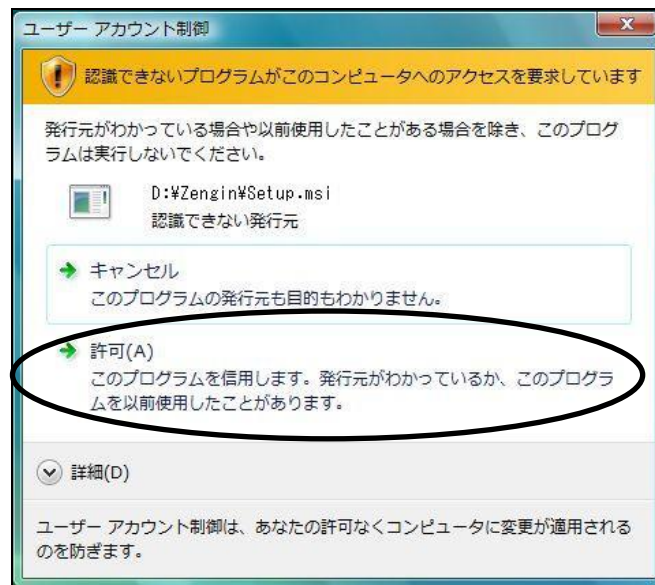 ユーザー アカウント制御
認識できないプログラムがこのコンピュータへのアクセスを要求しています
発行元がわかっている場合や以前使用したことがある場合を除き、このプログ
ラムは実行しないでください。
D:¥Zengin¥Setup.msi
認識できない発行元
キャンセル
このプログラムの発行元も目的もわかりません。
許可(A)
このプログラムを信用します。発行元がわかっているか、このプログラ
ムを以前使用したことがあります。
詳細(D)
ユーザー アカウント制御は、あなたの許可なくコンピュータに変更が適用される
のを防ぎます。